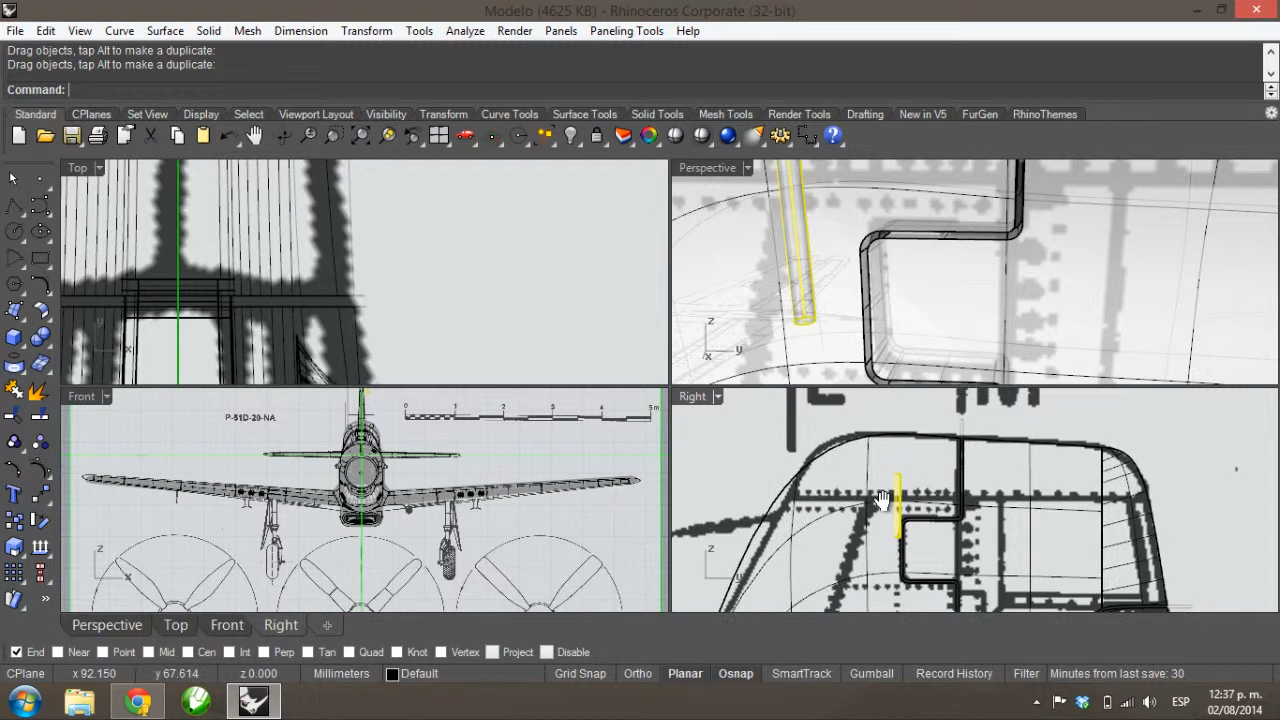 Modelo (4625 KB) - Rhinoceros Corporate (32-bit)
File Edit View Curve Surface Solid Mesh Dimension Transform Tools Analyze Render Panels Paneling Tools Help
Drag objects, tap Alt to make a duplicate:
Drag objects, tap Alt to make a duplicate:
Command:
Standard CPlanes Set View Display Select Viewport Layout Visibility Transform Curve Tools Surface Tools Solid Tools Mesh Tools Render Tools Drafting New in V5 FurGen RhinoThemes
Top
Perspective
z
x
x y
Front
P-51D-20-NA
0 1 2 3 4 5 m
z
x
Right
z
y
Perspective Top Front Right
End Near Point Mid Cen Int Perp Tan Quad Knot Vertex Project Disable
CPlane x 92.150 y 67.614 z 0.000 Millimeters Default Grid Snap Ortho Planar Osnap SmartTrack Gumball Record History Filter Minutes from last save: 30
ESP
12:37 p. m.
02/08/2014